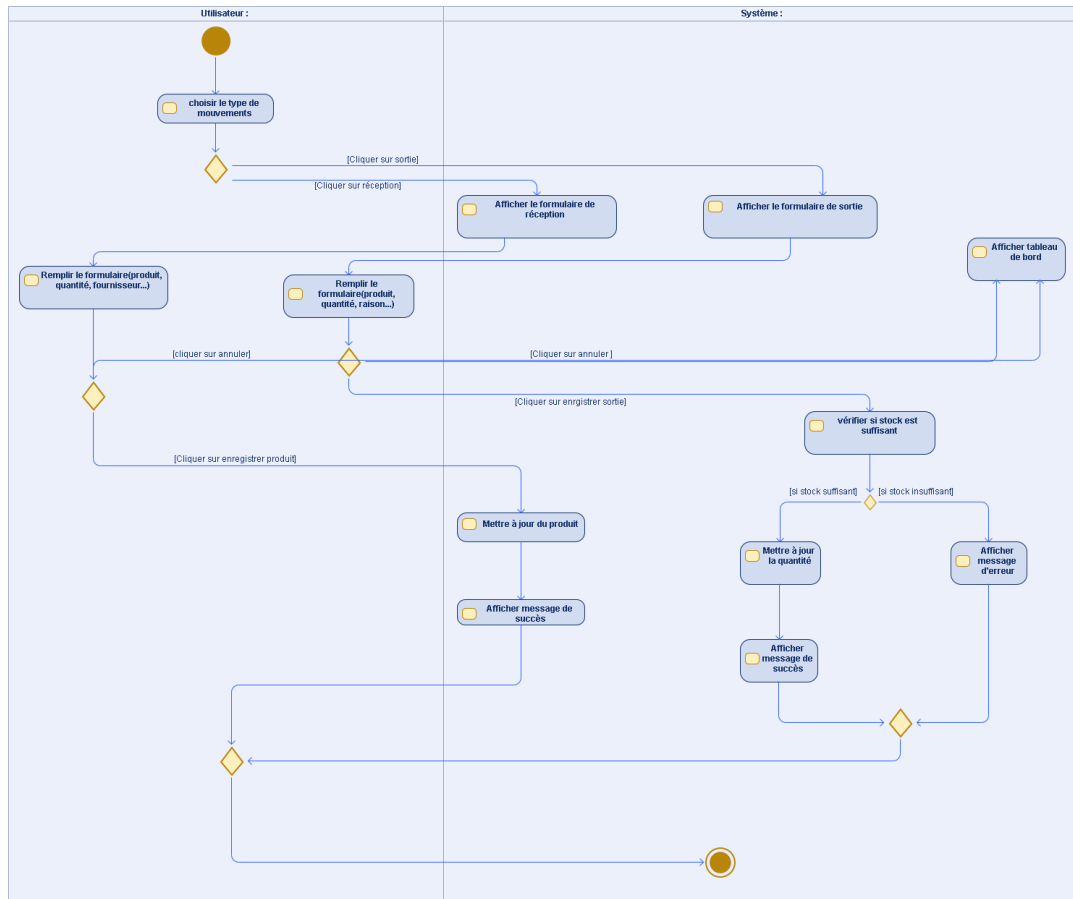 Utilisateur :
Système :
choisir le type de
mouvements
[Cliquer sur sortie]
[Cliquer sur réception]
Afficher le formulaire de
réception
Afficher le formulaire de sortie
Afficher tableau
de bord
Remplir le formulaire(produit,
quantité, fournisseur...)
Remplir le
formulaire(produit,
quantité, raison...)
[cliquer sur annuler]
[Cliquer sur annuler ]
[Cliquer sur enrgistrer sortie]
vérifier si stock est
suffisant
[Cliquer sur enregistrer produit]
[si stock suffisant]
[si stock insuffisant]
Mettre à jour du produit
Mettre à jour
la quantité
Afficher
message
d'erreur
Afficher message de
succès
Afficher
message de
succès